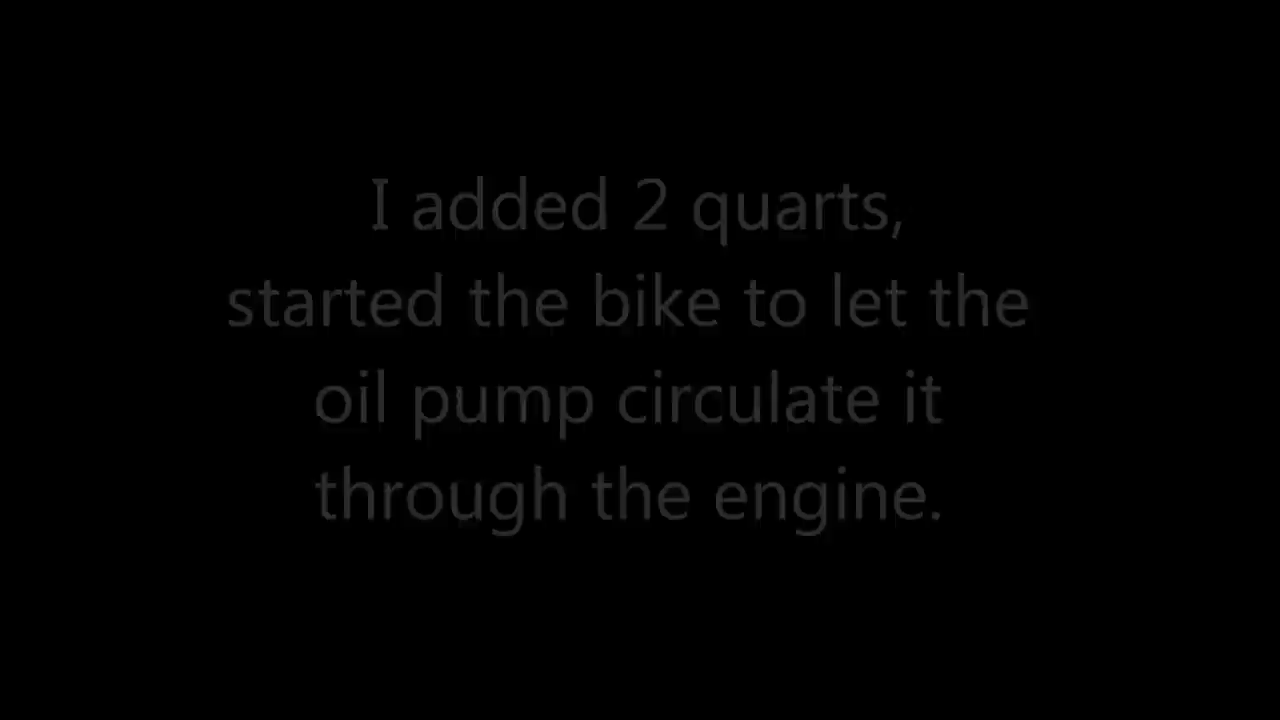 I added 2 quarts,
started the bike to let the
oil pump circulate it
through the engine.